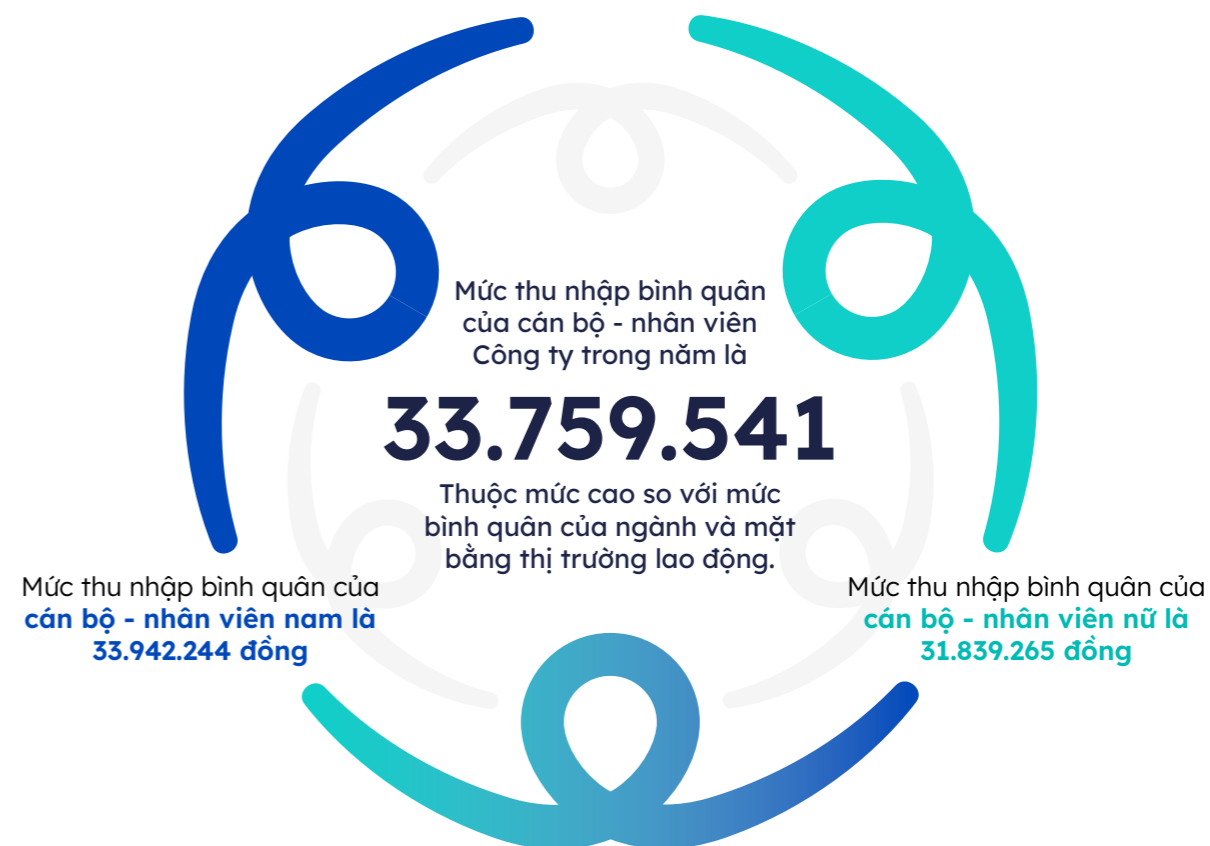 Mức thu nhập bình quân
của cán bộ - nhân viên
Công ty trong năm là
33.759.541
Thuộc mức cao so với mức
bình quân của ngành và mặt
bằng thị trường lao động.
Mức thu nhập bình quân của
cán bộ - nhân viên nam là
33.942.244 đồng
Mức thu nhập bình quân của
cán bộ - nhân viên nữ là
31.839.265 đồng